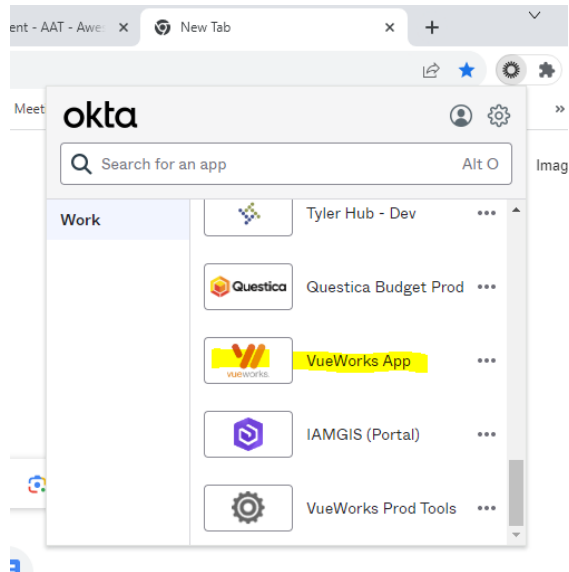 ent - AAT - Awe
New Tab
Meet
okta
Search for an app
Alt O
Imag
Work
Tyler Hub - Dev
Questica
Questica Budget Prod
vueworks.
VueWorks App
IAMGIS (Portal)
VueWorks Prod Tools